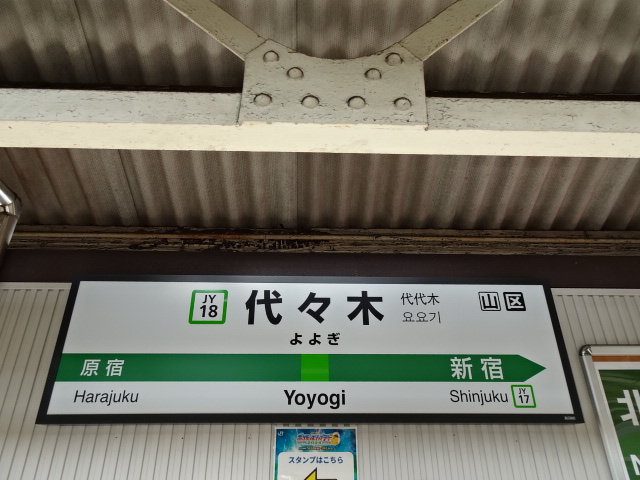 JY
18
代々木
代代木
요요기
山区
よよぎ
原宿
新宿
Harajuku
Yoyogi
Shinjuku
JY
17
スタンプはこちら
北
N